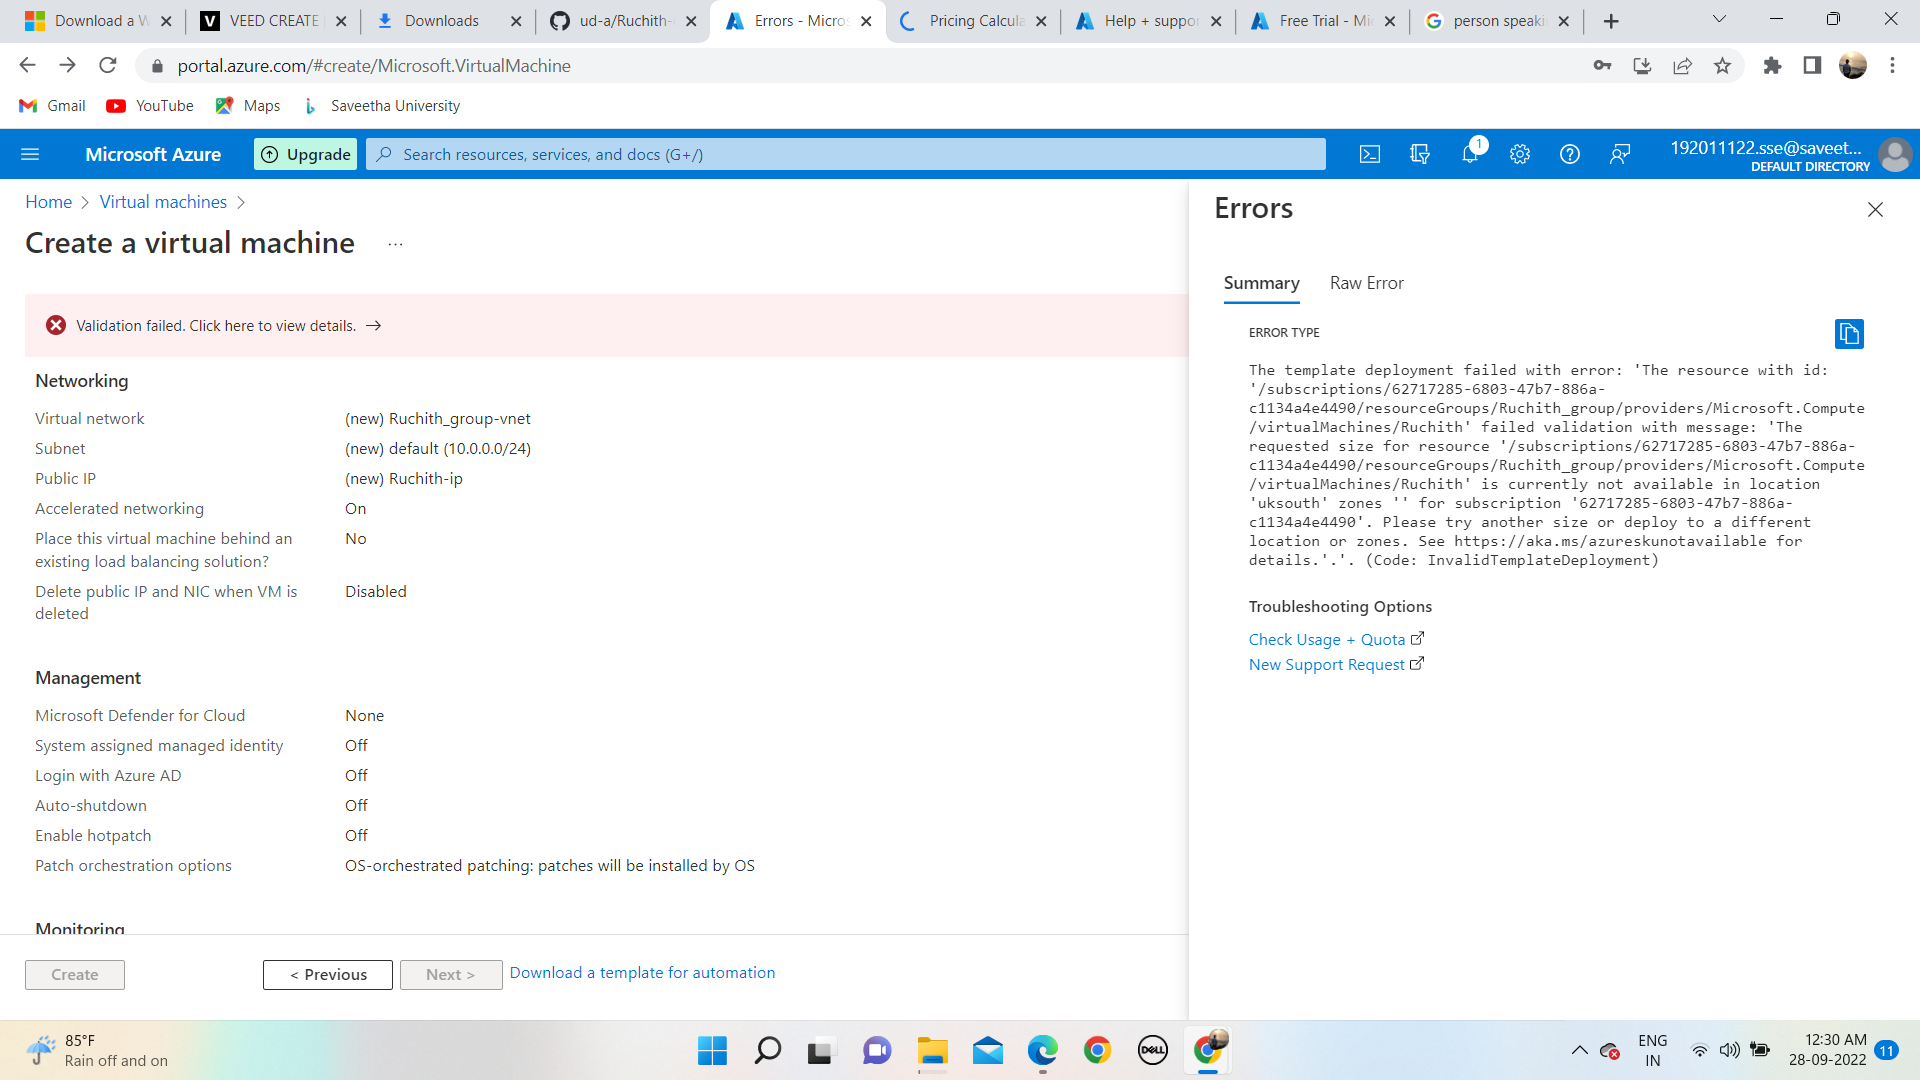 Download a W
VEED CREATE
Downloads
ud-a/Ruchith-
Errors - Micros
Pricing Calcula
Help + suppor
Free Trial - Mi
person speaki
portal.azure.com/#create/Microsoft.VirtualMachine
Gmail
YouTube
Maps
Saveetha University
Microsoft Azure
Upgrade
Search resources, services, and docs (G+/)
1
192011122.sse@saveet...
DEFAULT DIRECTORY
Home
Virtual machines
Create a virtual machine
...
Validation failed. Click here to view details.
Networking
Virtual network (new) Ruchith_group-vnet
Subnet (new) default (10.0.0.0/24)
Public IP (new) Ruchith-ip
Accelerated networking On
Place this virtual machine behind an No
existing load balancing solution?
Delete public IP and NIC when VM is Disabled
deleted
Management
Microsoft Defender for Cloud None
System assigned managed identity Off
Login with Azure AD Off
Auto-shutdown Off
Enable hotpatch Off
Patch orchestration options OS-orchestrated patching: patches will be installed by OS
Monitoring
Create
< Previous
Next >
Download a template for automation
Errors
Summary
Raw Error
ERROR TYPE
The template deployment failed with error: 'The resource with id:
'/subscriptions/62717285-6803-47b7-886a-
c1134a4e4490/resourceGroups/Ruchith_group/providers/Microsoft.Compute
/virtualMachines/Ruchith' failed validation with message: 'The
requested size for resource '/subscriptions/62717285-6803-47b7-886a-
c1134a4e4490/resourceGroups/Ruchith_group/providers/Microsoft.Compute
/virtualMachines/Ruchith' is currently not available in location
'uksouth' zones '' for subscription '62717285-6803-47b7-886a-
c1134a4e4490'. Please try another size or deploy to a different
location or zones. See https://aka.ms/azureskunotavailable for
details.'.'. (Code: InvalidTemplateDeployment)
Troubleshooting Options
Check Usage + Quota
New Support Request
85°F
Rain off and on
DELL
ENG
IN
12:30 AM
28-09-2022
11